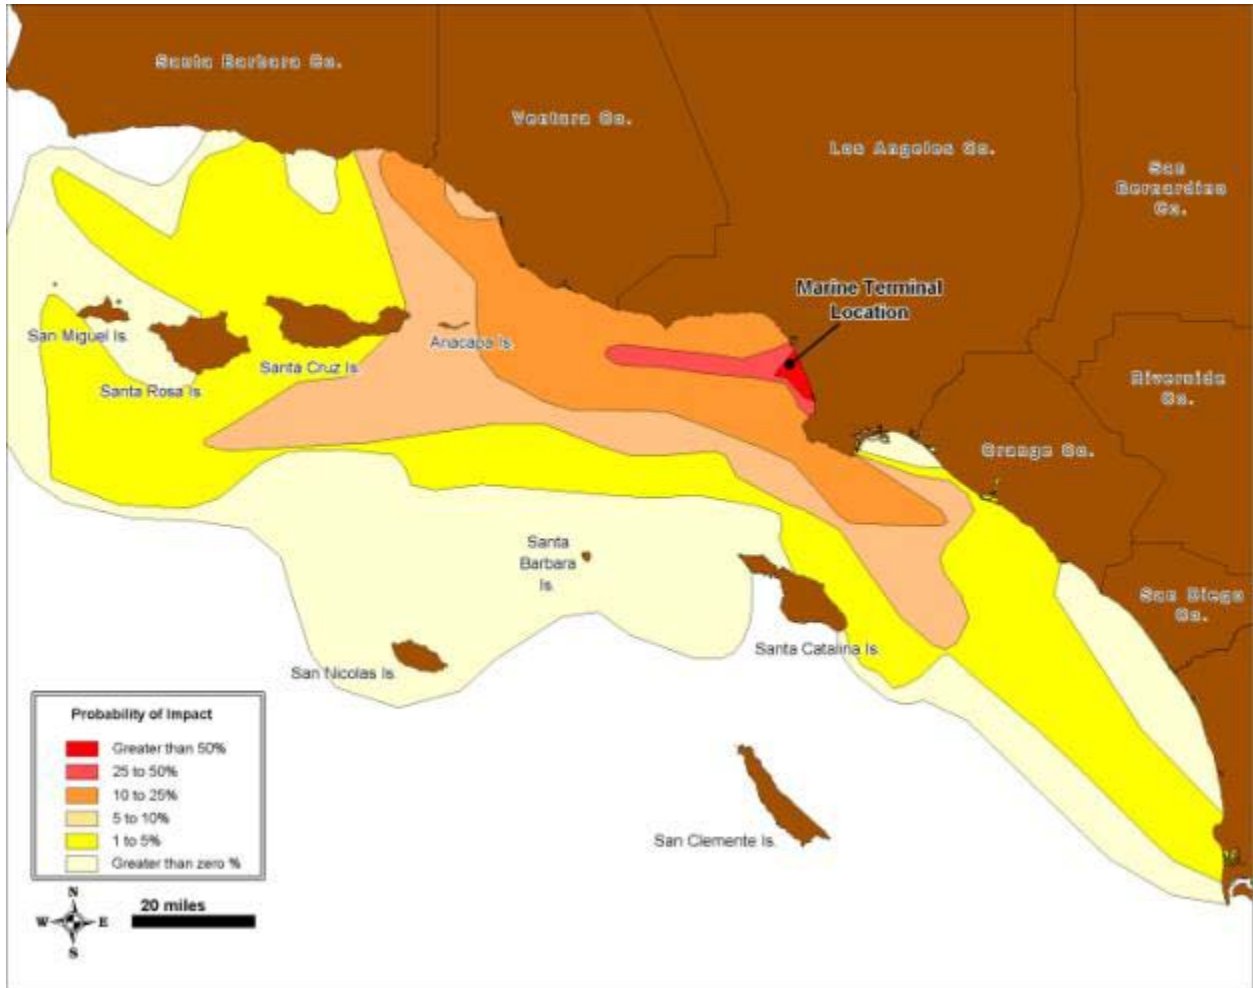 Santa Barbara Co.
Ventura Co.
Los Angeles Co.
San
Bernardino
Co.
Marine Terminal
Location
San Miguel Is.
Anacapa Is.
Santa Cruz Is.
Santa Rosa Is.
Riverside
Co.
Orange Co.
Santa
Barbara
Is.
San Diego
Co.
Santa Catalina Is.
San Nicolas Is.
Probability of Impact
Greater than 50%
25 to 50%
10 to 25%
5 to 10%
1 to 5%
Greater than zero %
San Clemente Is.
N
W E
S
20 miles